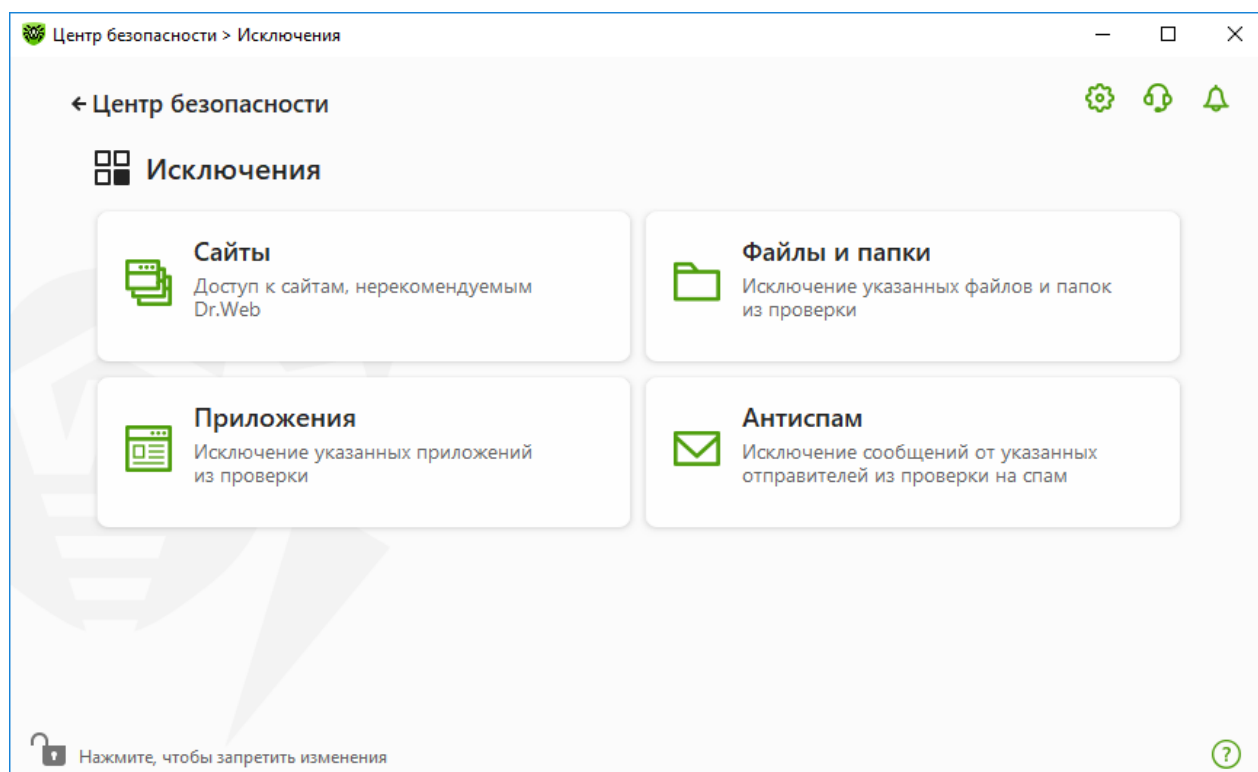 Центр безопасности > Исключения
Центр безопасности
Исключения
Сайты
Доступ к сайтам, нерекомендуемым
Dr.Web
Файлы и папки
Исключение указанных файлов и папок
из проверки
Приложения
Исключение указанных приложений
из проверки
Антиспам
Исключение сообщений от указанных
отправителей из проверки на спам
Нажмите, чтобы запретить изменения
?